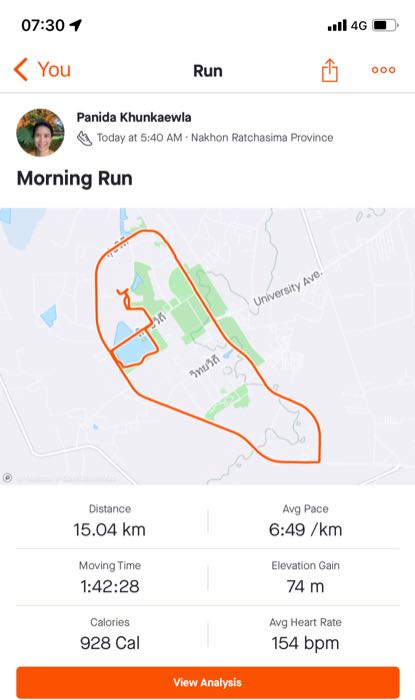 07:30
4G
You
Run
Panida Khunkaewla
Today at 5:40 AM · Nakhon Ratchasima Province
Morning Run
University Ave.
วิทยวิถี
Distance
Avg Pace
15.04 km
6:49 /km
Moving Time
Elevation Gain
1:42:28
74 m
Calories
Avg Heart Rate
928 Cal
154 bpm
View Analysis